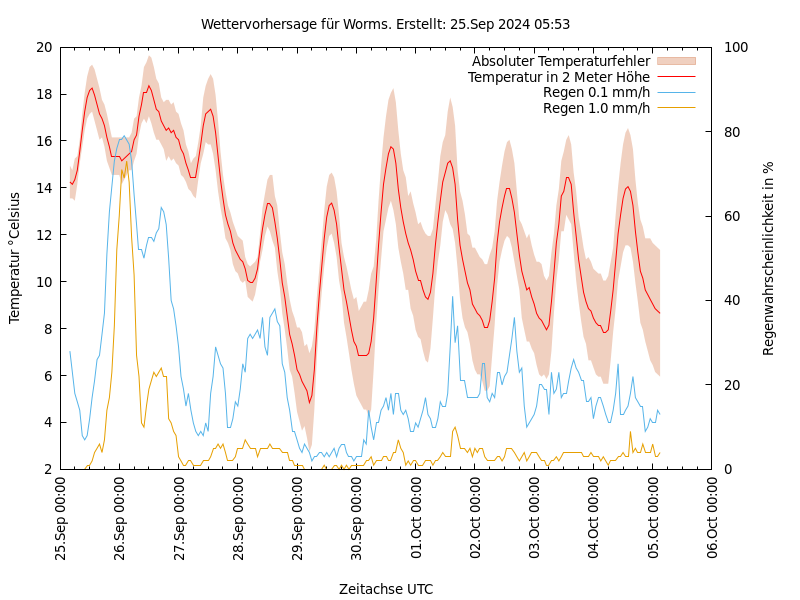 Wettervorhersage für Worms. Erstellt: 25.Sep 2024 05:53
Absoluter Temperaturfehler
Temperatur in 2 Meter Höhe
Regen 0.1 mm/h
Regen 1.0 mm/h
Temperatur °Celsius
20
18
16
14
12
10
8
6
4
2
100
80
60
40
20
0
Regenwahrscheinlichkeit in %
25.Sep 00:00
26.Sep 00:00
27.Sep 00:00
28.Sep 00:00
29.Sep 00:00
30.Sep 00:00
01.Oct 00:00
02.Oct 00:00
03.Oct 00:00
04.Oct 00:00
05.Oct 00:00
06.Oct 00:00
Zeitachse UTC